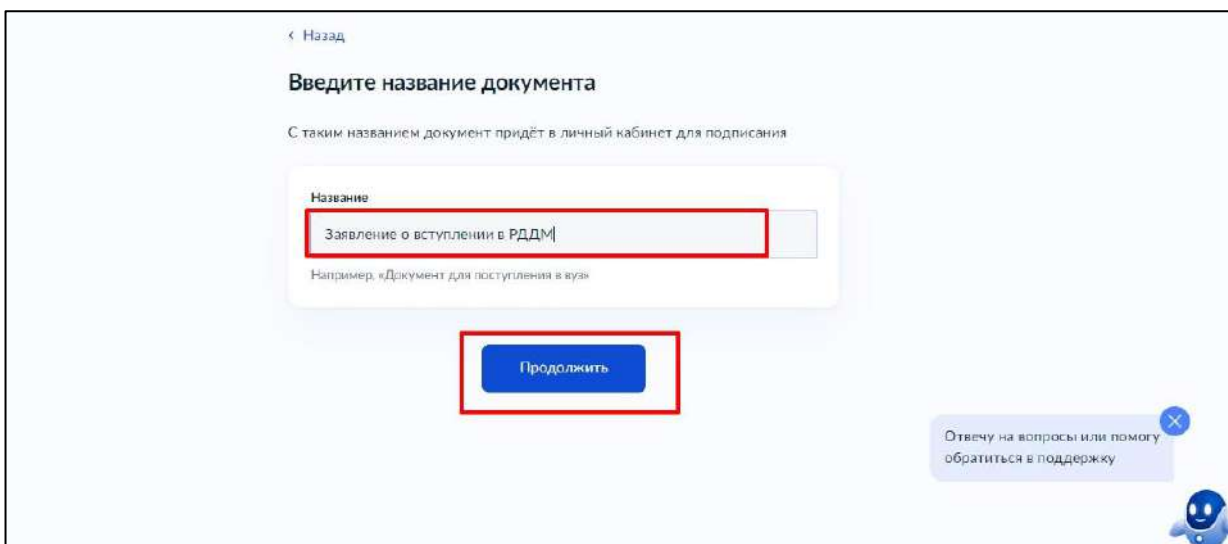 ‹ Назад
Введите название документа
С таким названием документ придёт в личный кабинет для подписания
Название
Заявление о вступлении в РДДМ
Например, «Документ для поступления в вуз»
Продолжить
Отвечу на вопросы или помогу
обратиться в поддержку